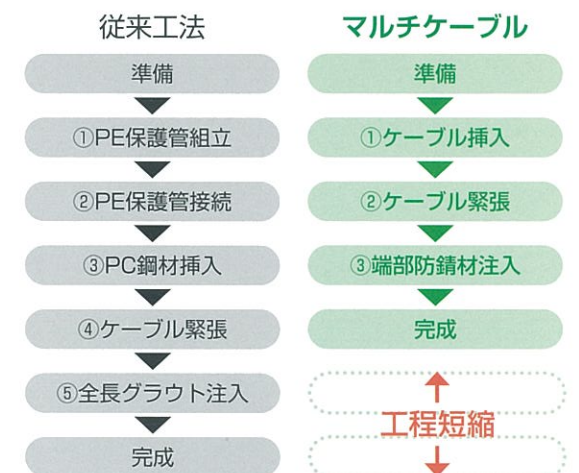 従来工法
準備
①PE保護管組立
②PE保護管接続
③PC鋼材挿入
④ケーブル緊張
⑤全長グラウト注入
完成
マルチケーブル
準備
①ケーブル挿入
②ケーブル緊張
③端部防錆材注入
完成
工程短縮